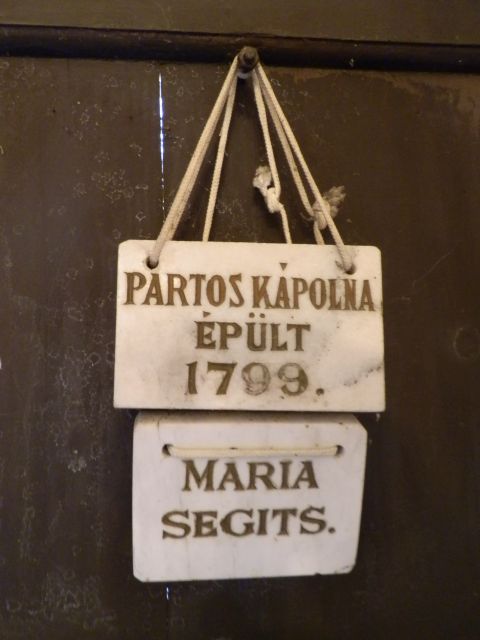 PARTOS KÁPOLNA
ÉPÜLT
1799.
MARIA
SEGITS.